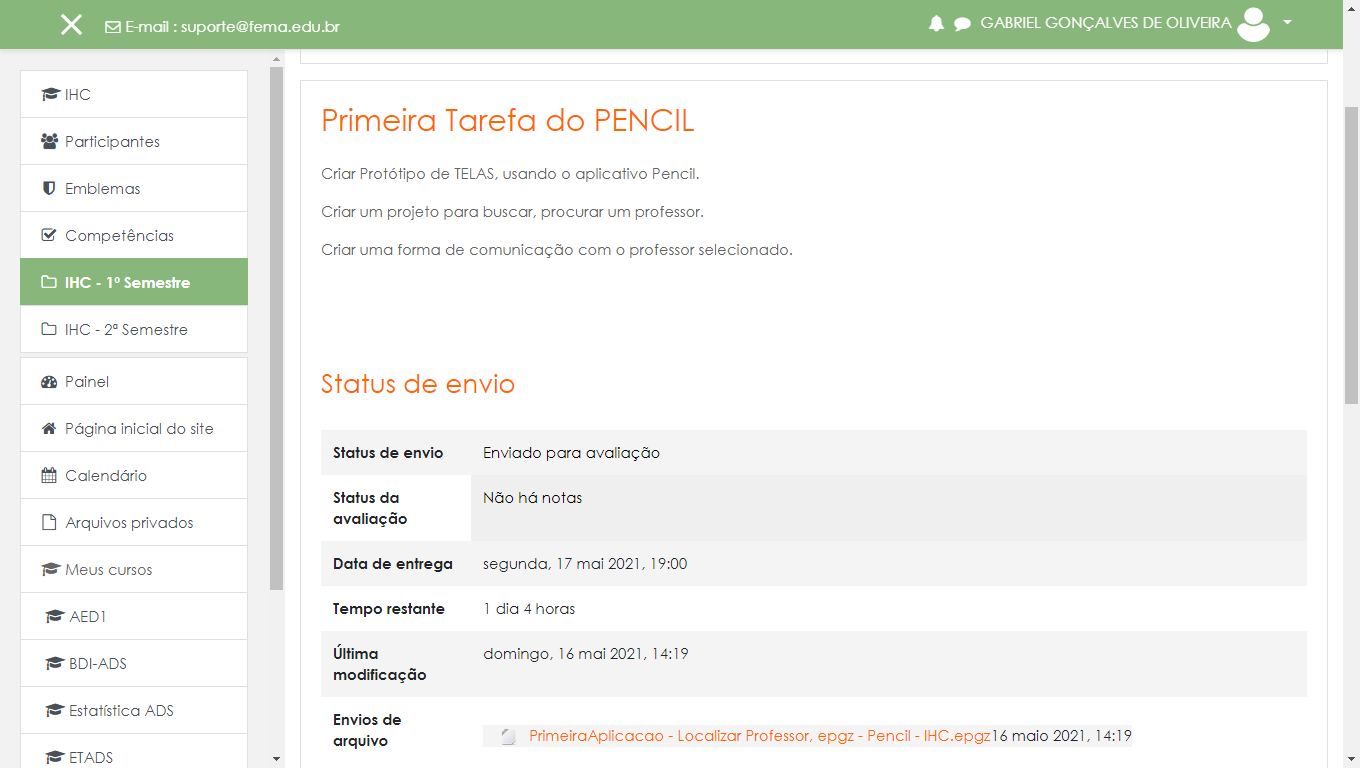 E-mail : suporte@fema.edu.br
GABRIEL GONÇALVES DE OLIVEIRA
IHC
Participantes
Emblemas
Competências
IHC - 1º Semestre
IHC - 2ª Semestre
Painel
Página inicial do site
Calendário
Arquivos privados
Meus cursos
AED1
BDI-ADS
Estatística ADS
ETADS
Primeira Tarefa do PENCIL
Criar Protótipo de TELAS, usando o aplicativo Pencil.
Criar um projeto para buscar, procurar um professor.
Criar uma forma de comunicação com o professor selecionado.
Status de envio
Status de envio Enviado para avaliação
Status da Não há notas
avaliação
Data de entrega segunda, 17 mai 2021, 19:00
Tempo restante 1 dia 4 horas
Última domingo, 16 mai 2021, 14:19
modificação
Envios de
arquivo PrimeiraAplicacao - Localizar Professor, epgz - Pencil - IHC.epgz16 maio 2021, 14:19